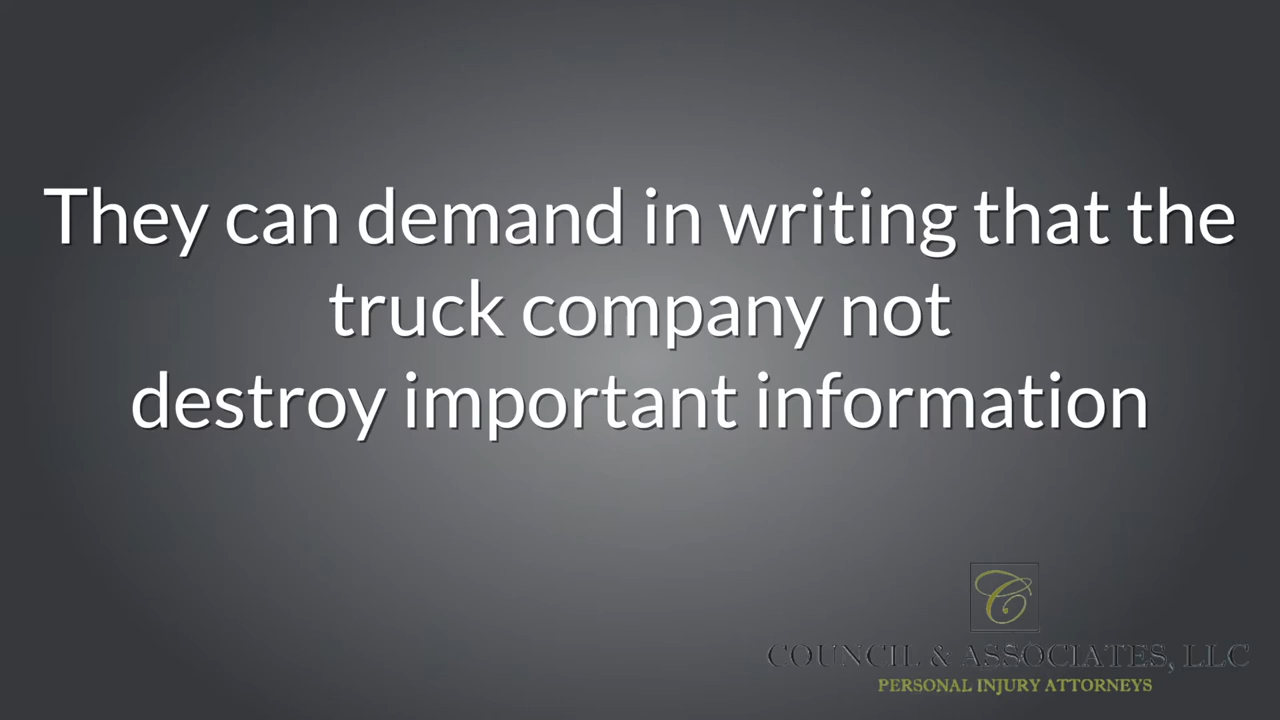 They can demand in writing that the
truck company not
destroy important information
C
COUNCIL & ASSOCIATES, LLC
PERSONAL INJURY ATTORNEYS